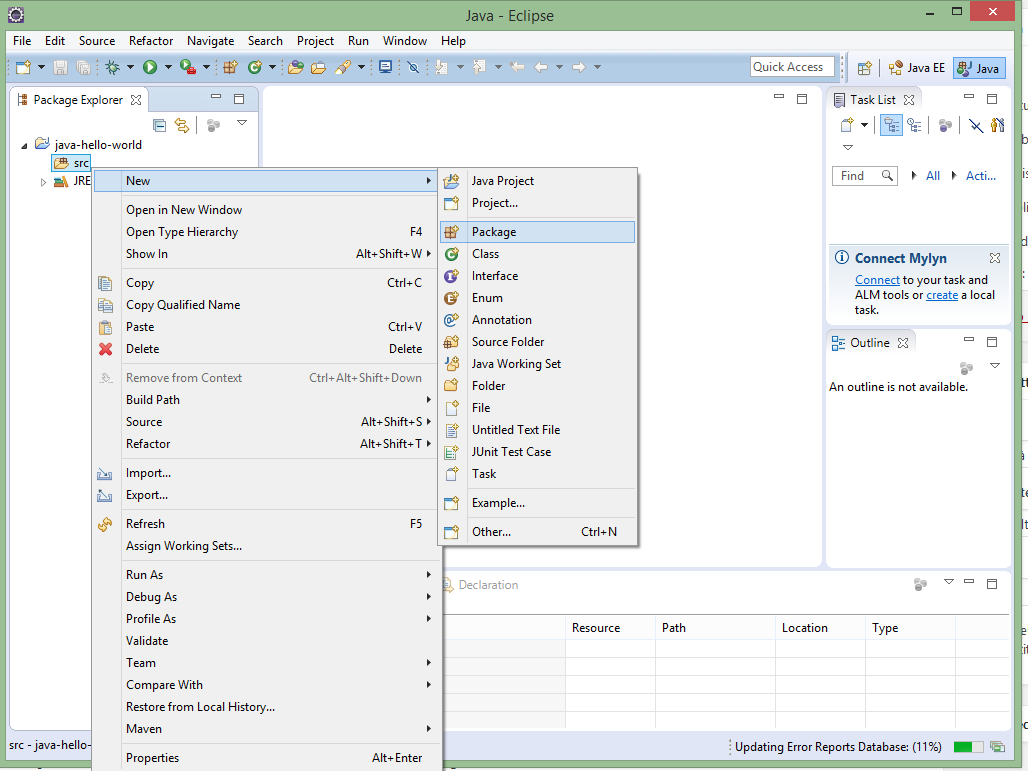 Java - Eclipse
File Edit Source Refactor Navigate Search Project Run Window Help
Quick Access
Java EE
Java
Package Explorer
java-hello-world
src
JRE
New
Open in New Window
Open Type Hierarchy F4
Show In Alt+Shift+W
Copy Ctrl+C
Copy Qualified Name
Paste Ctrl+V
Delete Delete
Remove from Context Ctrl+Alt+Shift+Down
Build Path
Source Alt+Shift+S
Refactor Alt+Shift+T
Import...
Export...
Refresh F5
Assign Working Sets...
Run As
Debug As
Profile As
Validate
Team
Compare With
Restore from Local History...
Maven
Properties Alt+Enter
Java Project
Project...
Package
Class
Interface
Enum
Annotation
Source Folder
Java Working Set
Folder
File
Untitled Text File
JUnit Test Case
Task
Example...
Other... Ctrl+N
Task List
Find
All
Acti...
Connect Mylyn
Connect to your task and
ALM tools or create a local
task.
Outline
An outline is not available.
Declaration
Resource Path Location Type
src - java-hello-
Updating Error Reports Database: (11%)